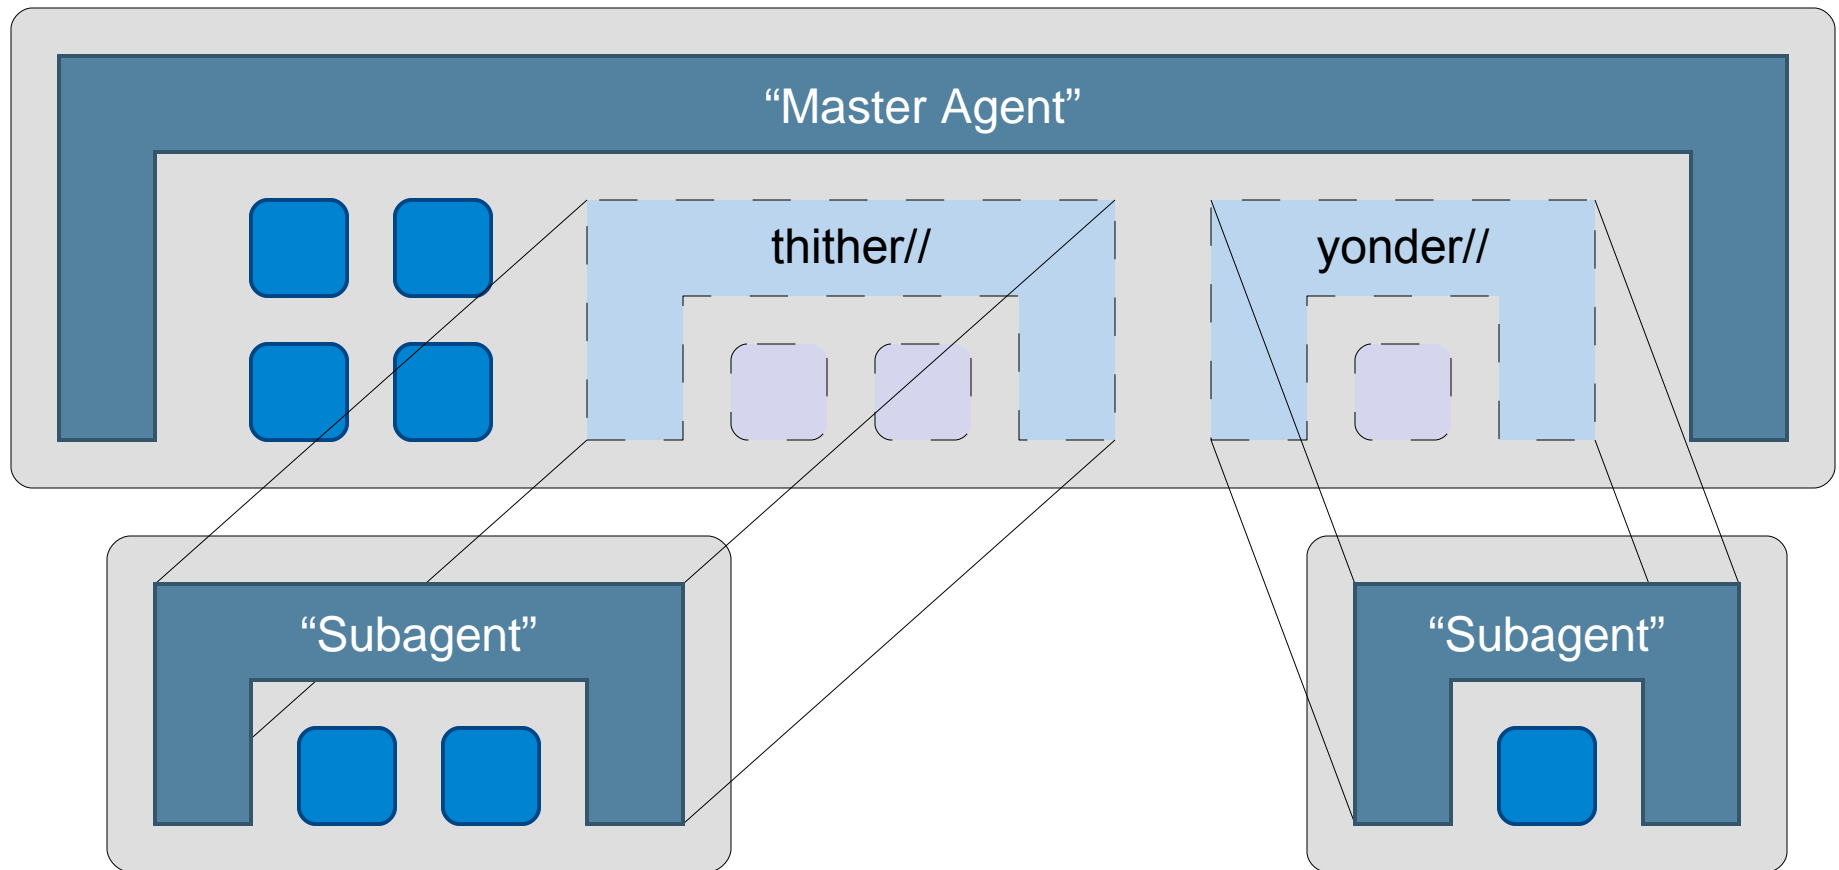 “Master Agent”
thither//
yonder//
“Subagent”
“Subagent”